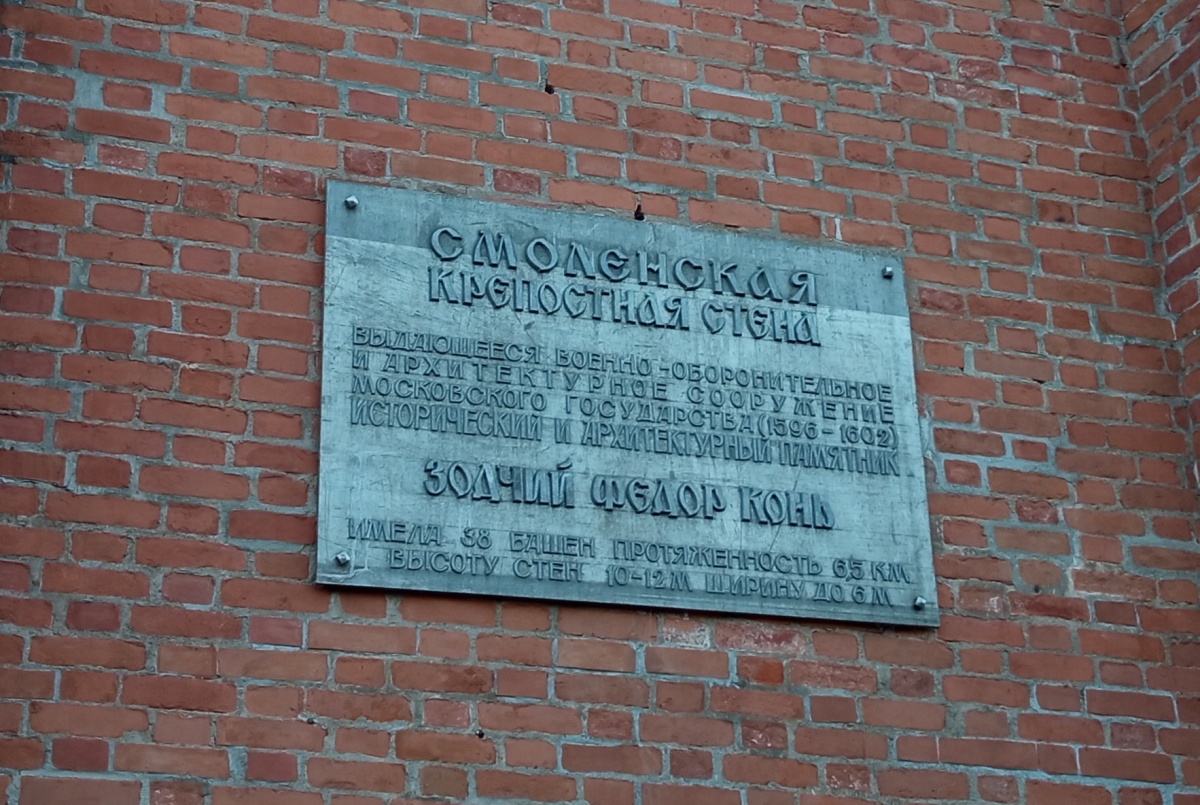 СМОЛЕНСКАЯ
КРЕПОСТНАЯ СТЕНА
ВЫДАЮЩЕЕСЯ ВОЕННО-ОБОРОНИТЕЛЬНОЕ
И АРХИТЕКТУРНОЕ СООРУЖЕНИЕ
МОСКОВСКОГО ГОСУДАРСТВА (1596-1602)
ИСТОРИЧЕСКИЙ И АРХИТЕКТУРНЫЙ ПАМЯТНИК
ЗОДЧИЙ ФЕДОР КОНЬ
ИМЕЛА 38 БАШЕН ПРОТЯЖЕННОСТЬ 6,5 КМ
ВЫСОТУ СТЕН 10-12 М ШИРИНУ ДО 6 М